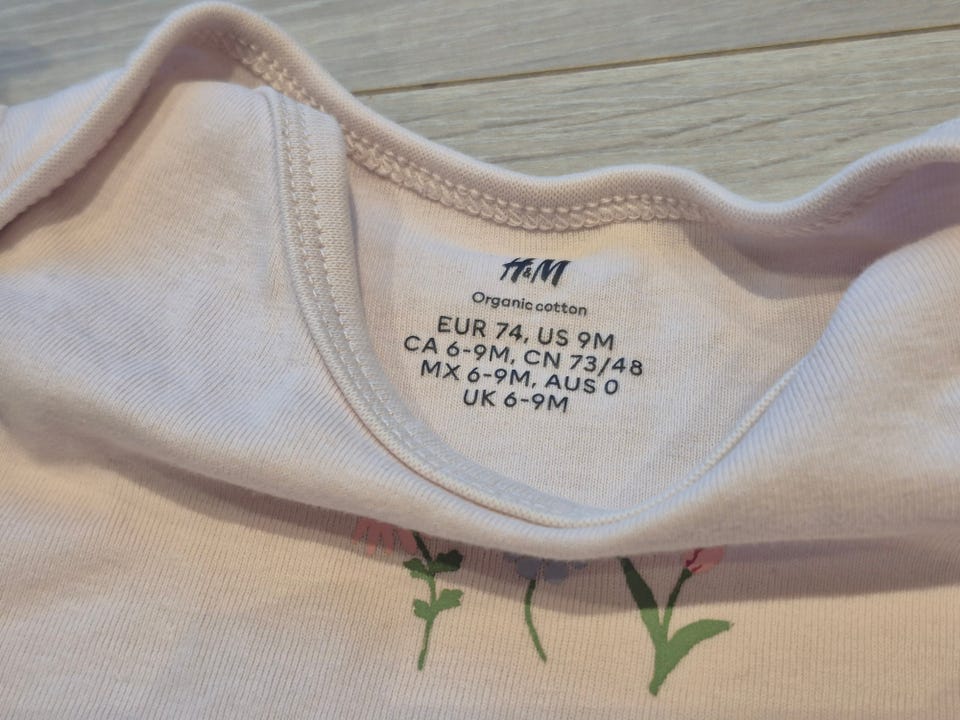 H&M
Organic cotton
EUR 74, US 9M
CA 6-9M, CN 73/48
MX 6-9M, AUS 0
UK 6-9M